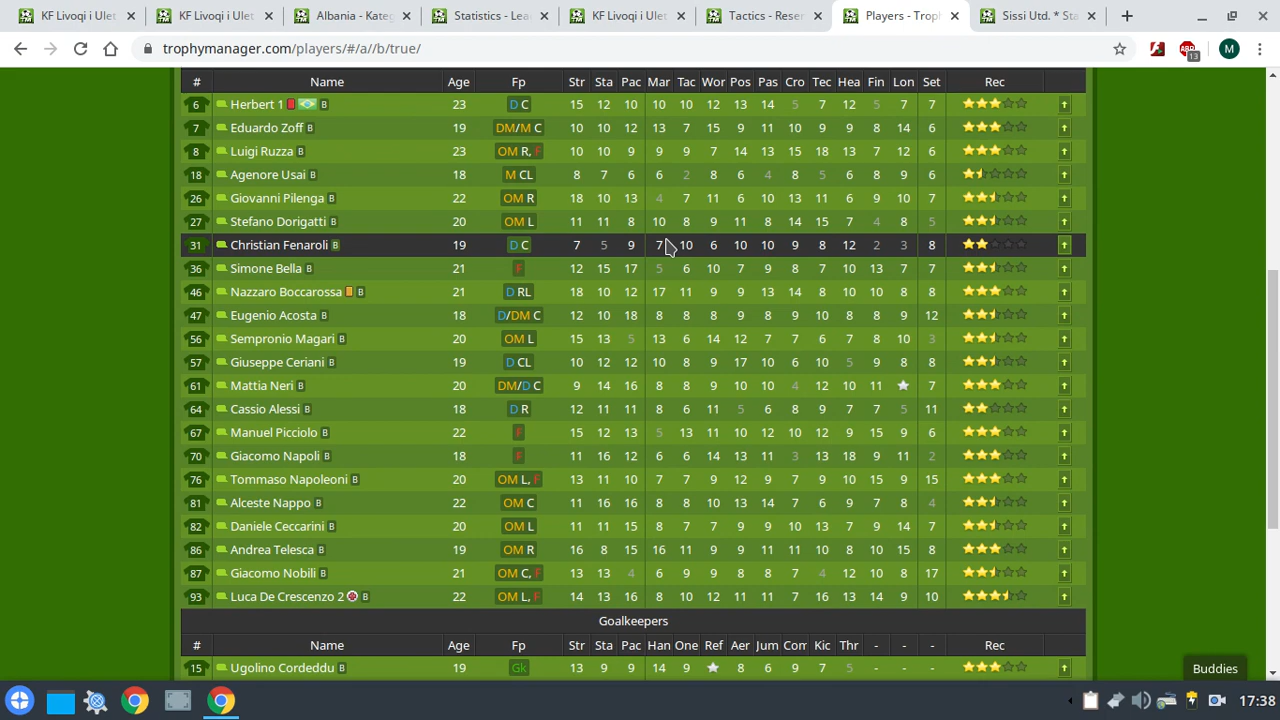 KF Livoqi i Ulet KF Livoqi i Ulet Albania - Kateg Statistics - Lea KF Livoqi i Ulet Tactics - Reser Players - Trop Sissi Utd. * Sta
trophymanager.com/players/#/a//b/true/ ABP 13 M
# Name Age Fp Str Sta Pac Mar Tac Wor Pos Pas Cro Tec Hea Fin Lon Set Rec
6 Herbert 1 B 23 D C 15 12 10 10 10 12 13 14 5 7 12 5 7 7
7 Eduardo Zoff B 19 DM/M C 10 10 12 13 7 15 9 11 10 9 9 8 14 6
8 Luigi Ruzza B 23 OM R, F 10 10 9 9 9 7 14 13 15 18 13 7 12 6
18 Agenore Usai B 18 M CL 8 7 6 6 2 8 6 4 8 5 6 8 9 6
26 Giovanni Pilenga B 22 OM R 18 10 13 4 7 11 6 10 13 11 6 9 10 7
27 Stefano Dorigatti B 20 OM L 11 11 8 10 8 9 11 8 14 15 7 4 8 5
31 Christian Fenaroli B 19 D C 7 5 9 7 10 6 10 10 9 8 12 2 3 8
36 Simone Bella B 21 F 12 15 17 5 6 10 7 9 8 7 10 13 7 7
46 Nazzaro Boccarossa B 21 D RL 18 10 12 17 11 9 9 13 14 8 10 10 8 8
47 Eugenio Acosta B 18 D/DM C 12 10 18 8 8 8 9 8 9 10 8 8 9 12
56 Sempronio Magari B 20 OM L 15 13 5 13 6 14 12 7 7 6 7 8 10 3
57 Giuseppe Ceriani B 19 D CL 10 12 12 10 8 9 17 10 6 10 5 9 8 8
61 Mattia Neri B 20 DM/D C 9 14 16 8 8 9 10 10 4 12 10 11 7
64 Cassio Alessi B 18 D R 12 11 11 8 6 11 5 6 8 9 7 7 5 11
67 Manuel Picciolo B 22 F 15 12 13 5 13 11 10 12 10 12 9 15 9 6
70 Giacomo Napoli B 18 F 11 16 12 6 6 14 13 11 3 13 18 9 11 2
76 Tommaso Napoleoni B 20 OM L, F 13 11 10 7 7 9 12 9 7 9 10 15 9 15
81 Alceste Nappo B 22 OM C 11 16 16 8 8 10 13 14 7 8 9 7 8 4
82 Daniele Ceccarini B 20 OM L 11 11 15 8 7 7 9 9 10 13 7 9 14 7
86 Andrea Telesca B 19 OM R 16 8 15 16 11 9 9 11 11 10 8 10 15 8
87 Giacomo Nobili B 21 OM C, F 13 13 4 6 9 9 8 8 7 4 12 10 8 17
93 Luca De Crescenzo 2 B 22 OM L, F 14 13 16 8 10 12 11 11 7 16 13 14 9 10
Goalkeepers
# Name Age Fp Str Sta Pac Han One Ref Aer Jum Com Kic Thr - - - Rec
15 Ugolino Cordeddu B 19 Gk 13 9 9 14 9 8 6 9 7 5 - - -
Buddies
17:38